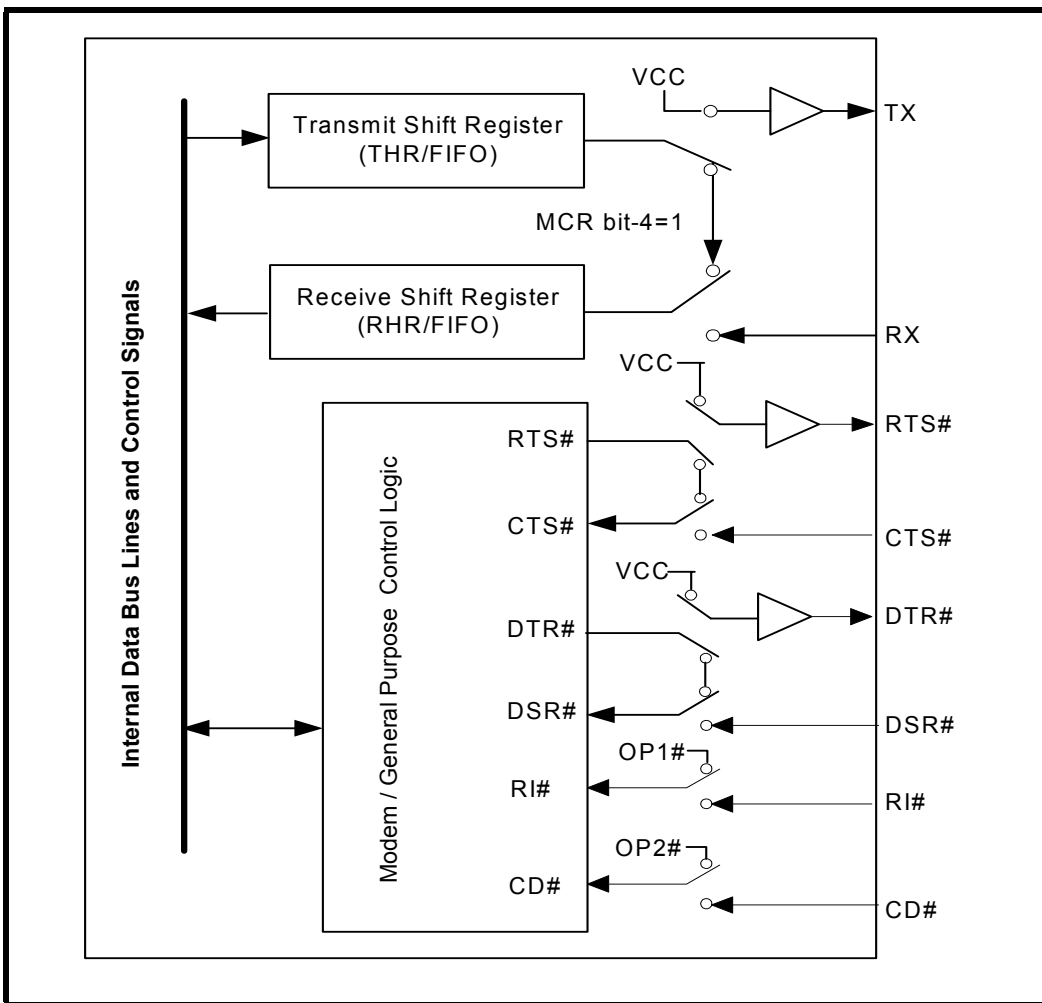 VCC
TX
Transmit Shift Register
(THR/FIFO)
MCR bit-4=1
Receive Shift Register
(RHR/FIFO)
RX
VCC
RTS#
RTS#
CTS#
CTS#
VCC
DTR#
DTR#
DSR#
DSR#
OP1#
RI#
RI#
OP2#
CD#
CD#
Internal Data Bus Lines and Control Signals
Modem / General Purpose Control Logic